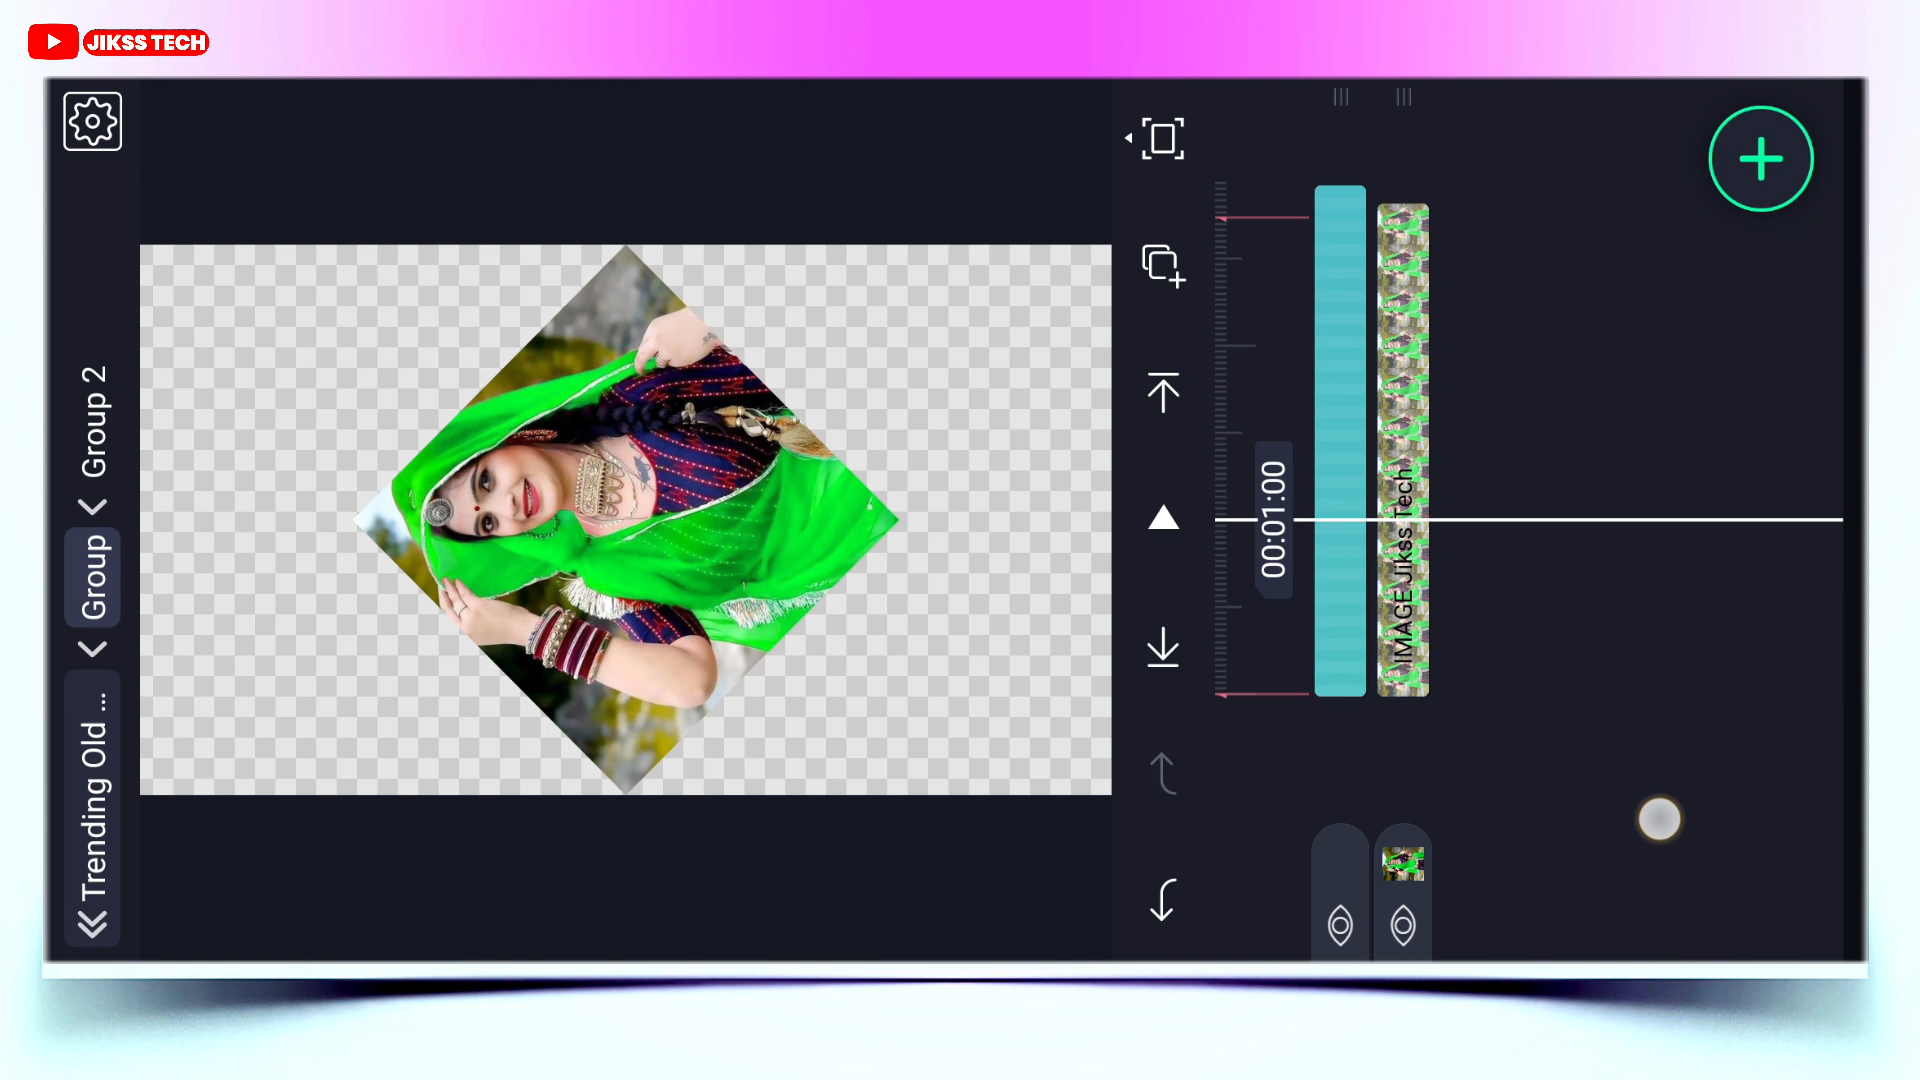 JIKSS TECH
Trending Old ...
Group
Group 2
00:01:00
IMAGE Jikss Tech